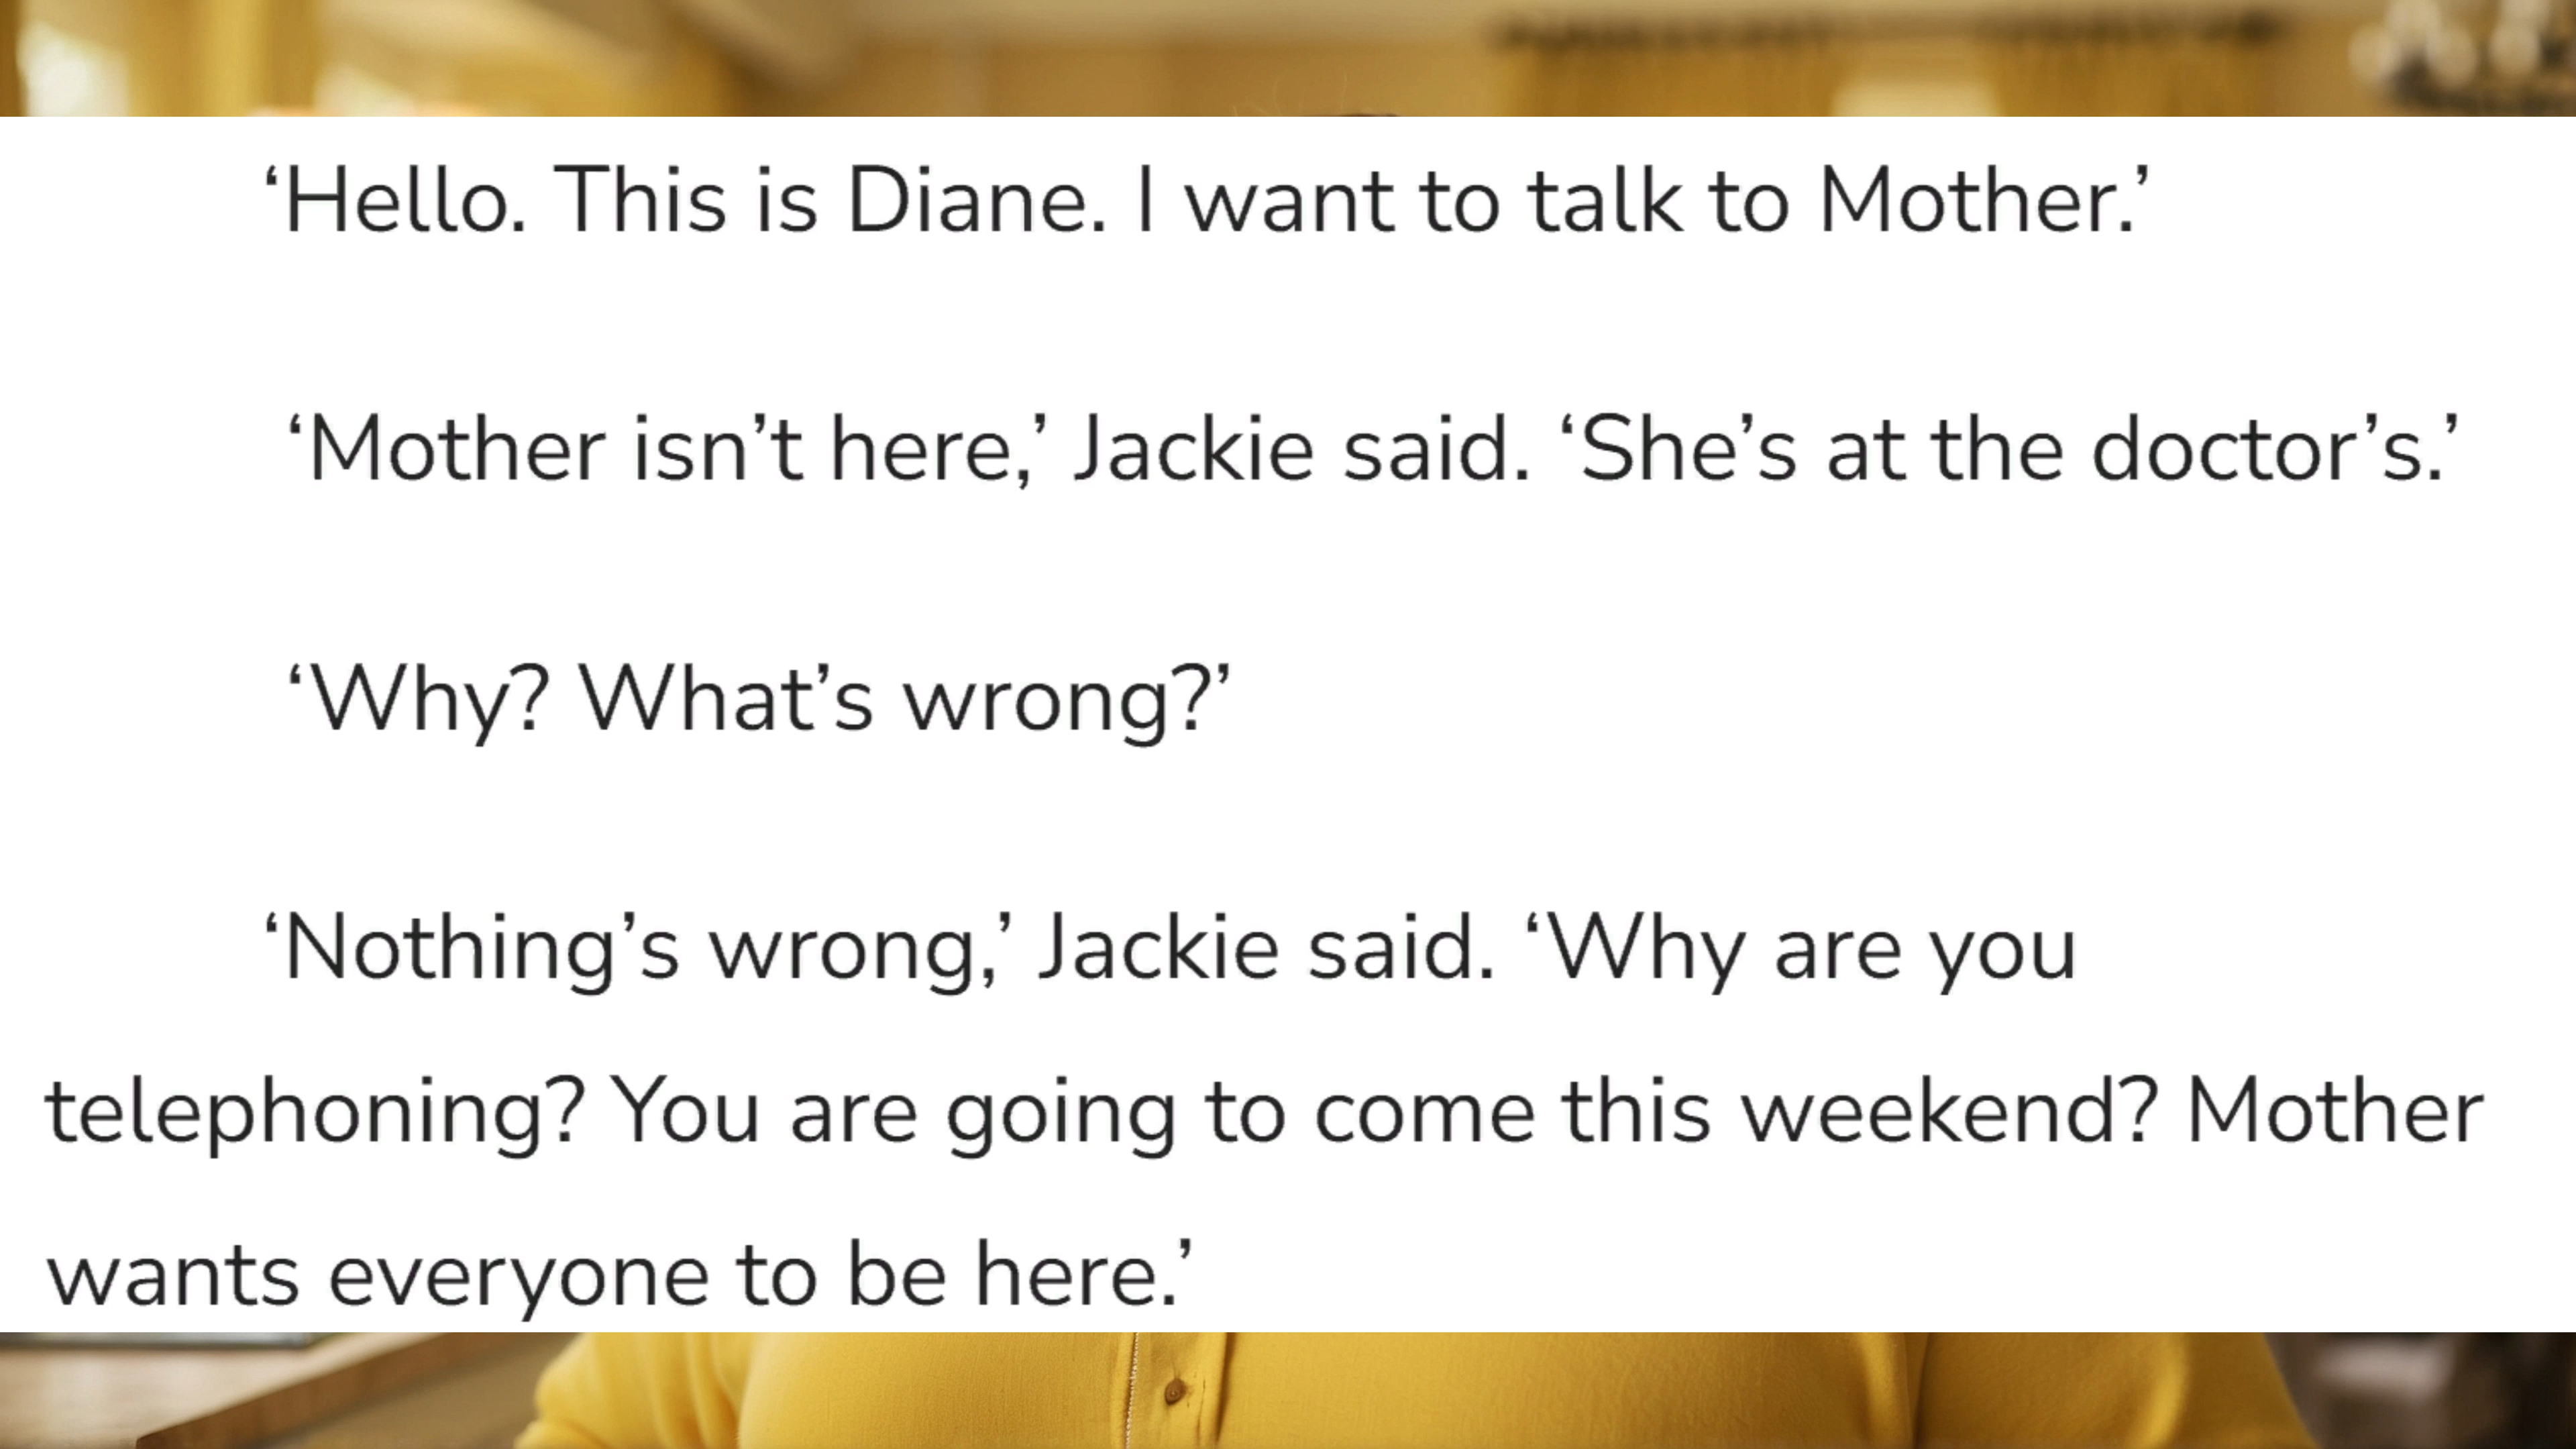 ‘Hello. This is Diane. I want to talk to Mother.’
‘Mother isn’t here,’ Jackie said. ‘She’s at the doctor’s.’
‘Why? What’s wrong?’
‘Nothing’s wrong,’ Jackie said. ‘Why are you
telephoning? You are going to come this weekend? Mother
wants everyone to be here.’